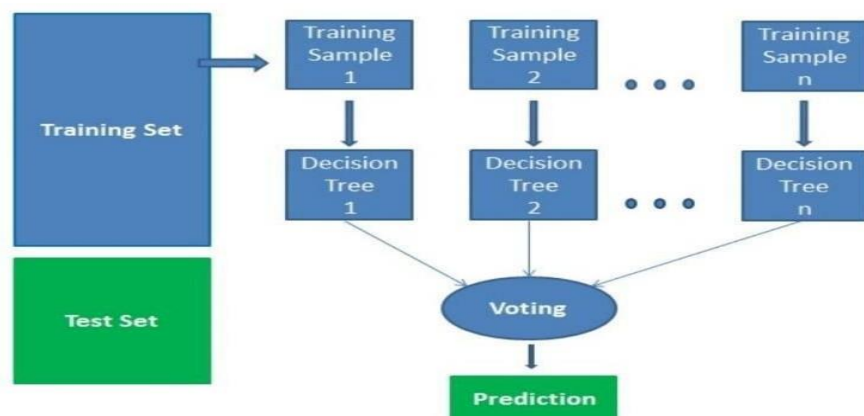 Training Set
Training
Sample
1
Training
Sample
2
Training
Sample
n
Decision
Tree
1
Decision
Tree
2
Decision
Tree
n
Test Set
Voting
Prediction